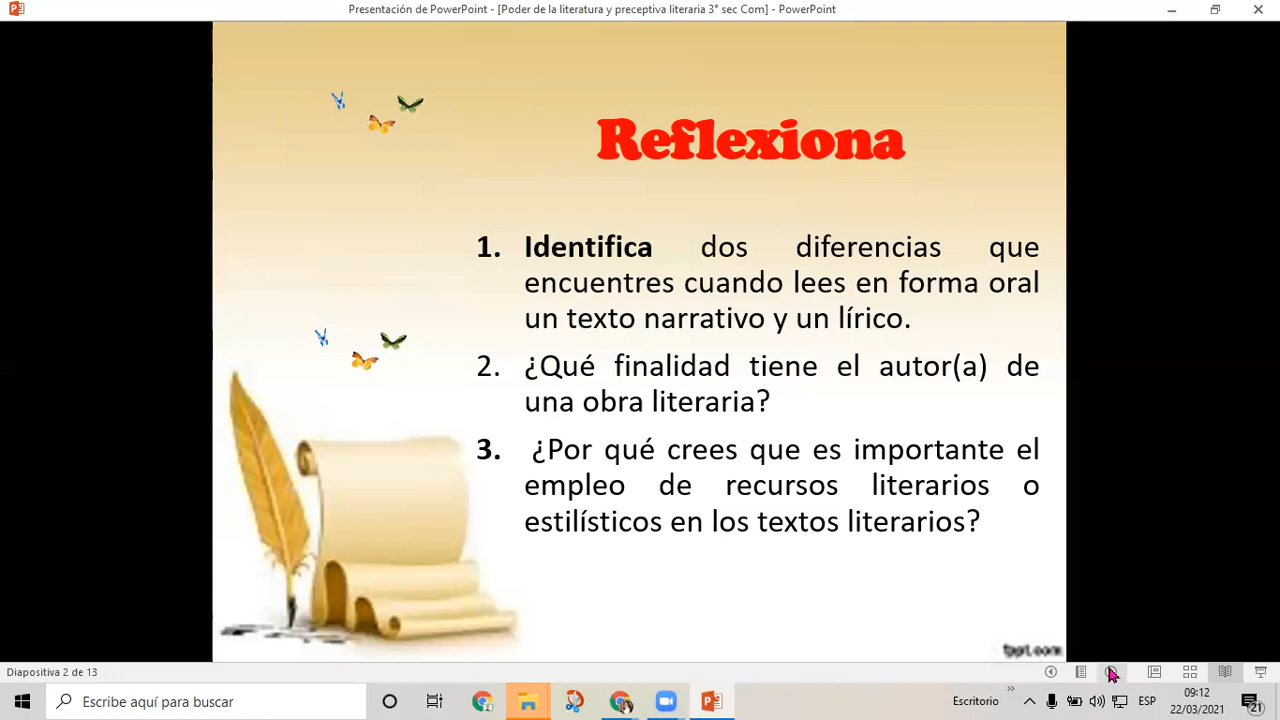 Presentación de PowerPoint - [Poder de la literatura y preceptiva literaria 3° sec Com] - PowerPoint
Reflexiona
1. Identifica dos diferencias que
encuentres cuando lees en forma oral
un texto narrativo y un lírico.
2. ¿Qué finalidad tiene el autor(a) de
una obra literaria?
3. ¿Por qué crees que es importante el
empleo de recursos literarios o
estilísticos en los textos literarios?
Diapositiva 2 de 13
Escribe aquí para buscar
Escritorio
ESP
09:12
22/03/2021
21